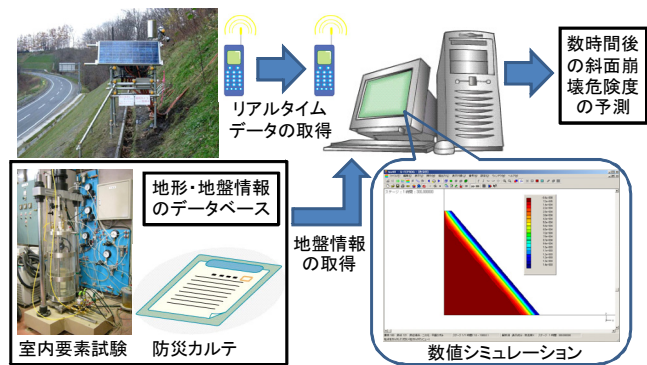 リアルタイム
データの取得
数時間後
の斜面崩
壊危険度
の予測
地形・地盤情報
のデータベース
地盤情報
の取得
室内要素試験
防災カルテ
数値シミュレーション